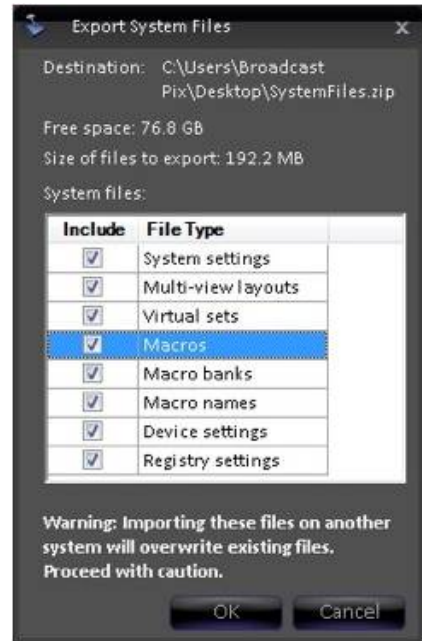 Export System Files
x
Destination: C:\Users\Broadcast
Pix\Desktop\SystemFiles.zip
Free space: 76.8 GB
Size of files to export: 192.2 MB
System files:
Include File Type
System settings
Multi-view layouts
Virtual sets
Macros
Macro banks
Macro names
Device settings
Registry settings
Warning: Importing these files on another
system will overwrite existing files.
Proceed with caution.
OK Cancel